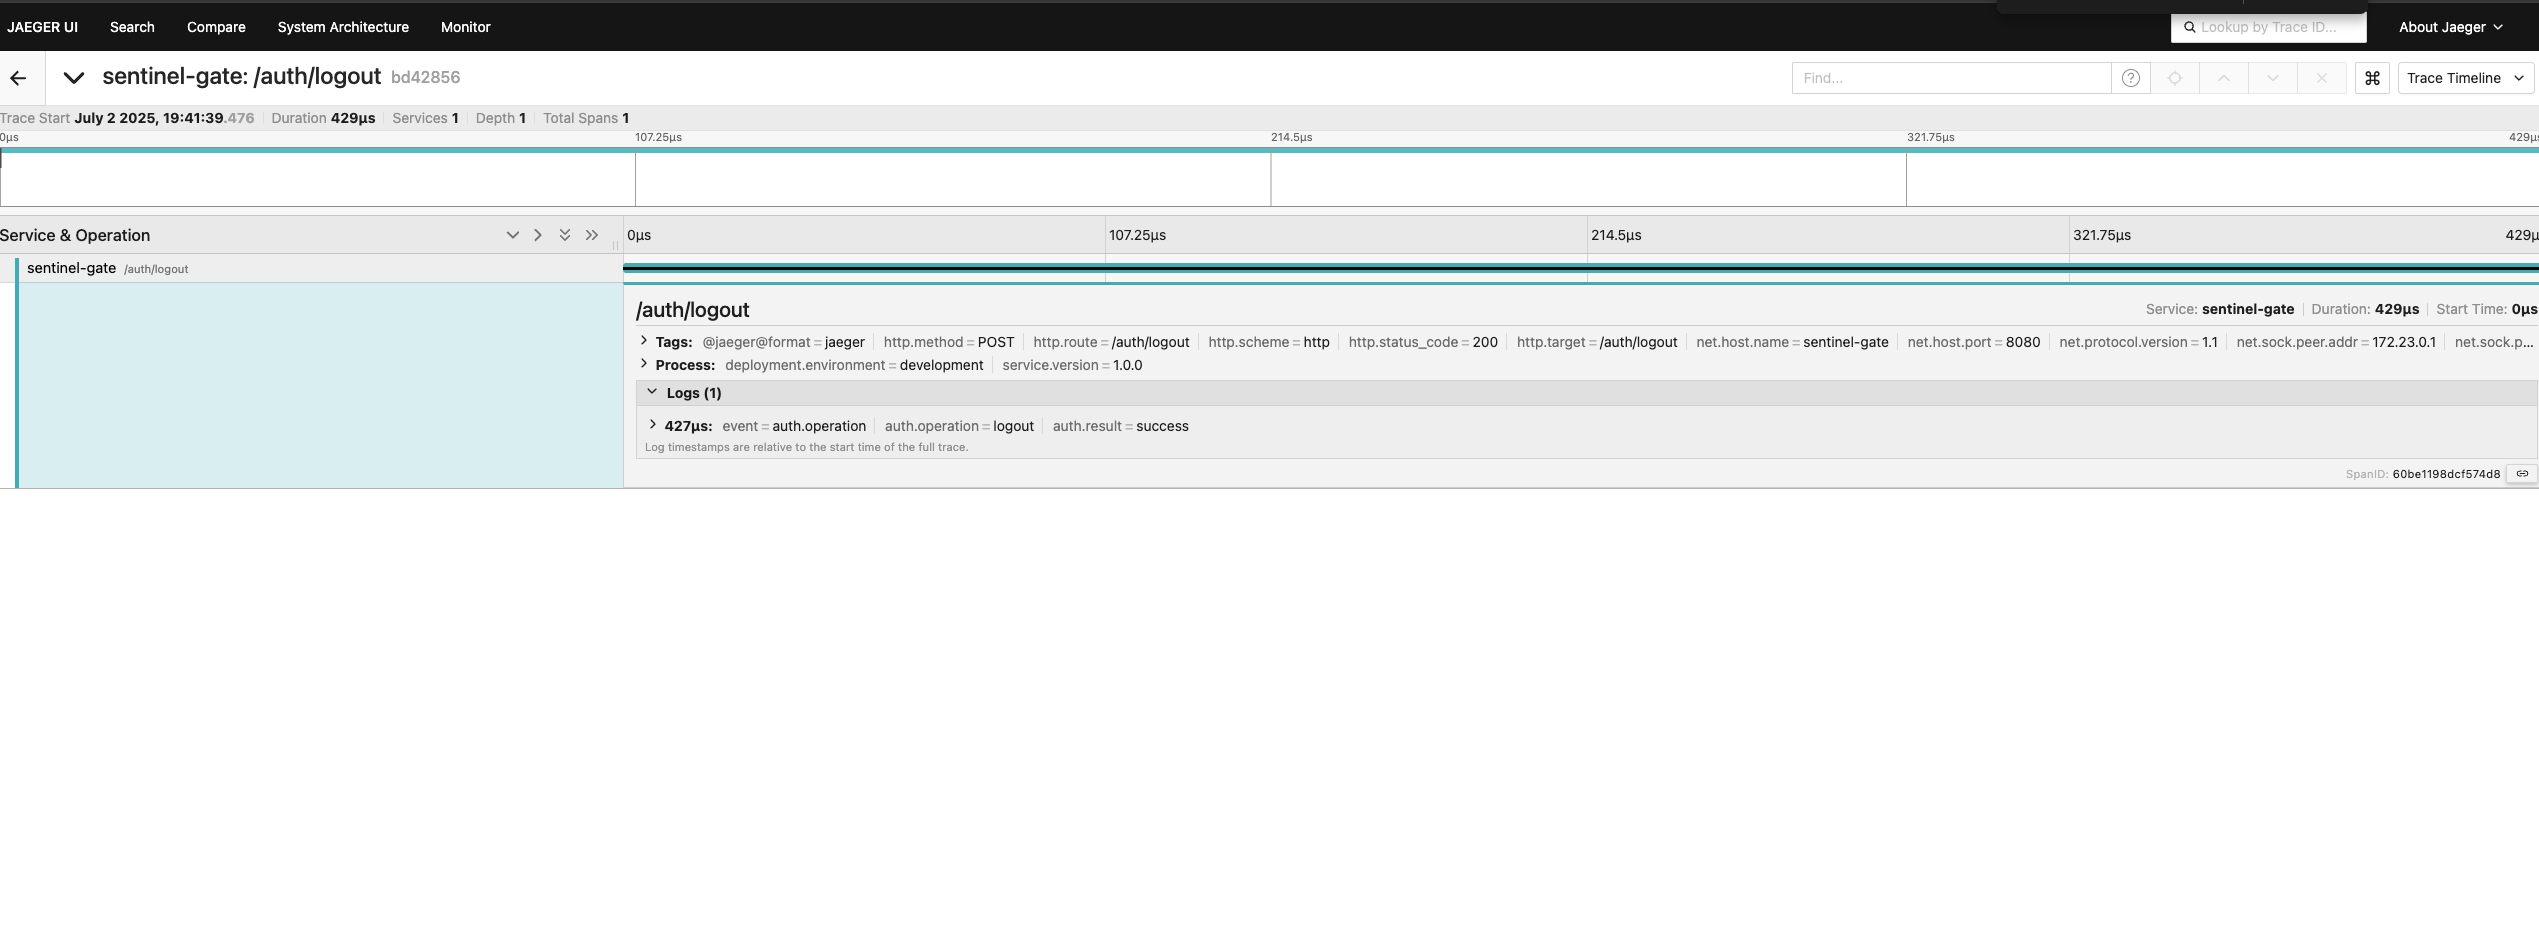 JAEGER UI Search Compare System Architecture Monitor Lookup by Trace ID... About Jaeger
sentinel-gate: /auth/logout bd42856 Find... Trace Timeline
Trace Start July 2 2025, 19:41:39.476 Duration 429μs Services 1 Depth 1 Total Spans 1
0μs 107.25μs 214.5μs 321.75μs 429μs
Service & Operation 0μs 107.25μs 214.5μs 321.75μs 429μ
sentinel-gate /auth/logout
/auth/logout Service: sentinel-gate Duration: 429μs Start Time: 0μs
Tags: @jaeger@format = jaeger http.method = POST http.route = /auth/logout http.scheme = http http.status_code = 200 http.target = /auth/logout net.host.name = sentinel-gate net.host.port = 8080 net.protocol.version = 1.1 net.sock.peer.addr = 172.23.0.1 net.sock.p...
Process: deployment.environment = development service.version = 1.0.0
Logs (1)
427μs: event = auth.operation auth.operation = logout auth.result = success
Log timestamps are relative to the start time of the full trace.
SpanID: 60be1198dcf574d8